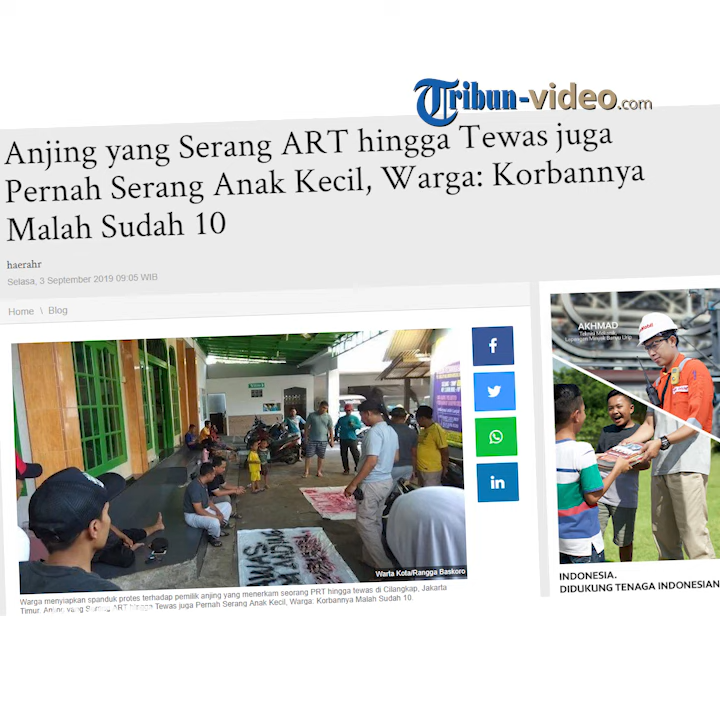 Tribun-video.com
Anjing yang Serang ART hingga Tewas juga
Pernah Serang Anak Kecil, Warga: Korbannya
Malah Sudah 10
haerahr
Selasa, 3 September 2019 09:05 WIB
Home \ Blog
AKHMAD
Warta Kota/Rangga Baskoro
Warga menyiapkan spanduk protes terhadap pemilik anjing yang menerkam seorang PRT hingga tewas di Cilangkap, Jakarta
Timur. Anjing yang Serang ART hingga Tewas juga Pernah Serang Anak Kecil, Warga: Korbannya Malah Sudah 10.
INDONESIA.
DIDUKUNG TENAGA INDONESIAN